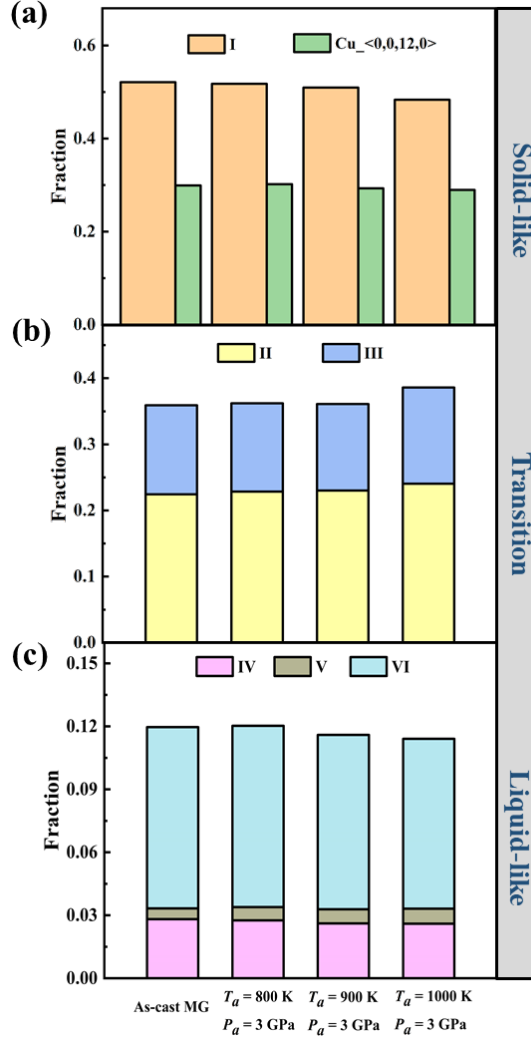 (a)
0.6
0.4
0.2
0.0
Fraction
I
Cu_<0,0,12,0>
Solid-like
(b)
0.4
0.3
0.2
0.1
0.0
Fraction
II
III
Transition
(c)
0.15
0.12
0.09
0.06
0.03
0.00
Fraction
IV
V
VI
Liquid-like
As-cast MG
Ta = 800 K
Pa = 3 GPa
Ta = 900 K
Pa = 3 GPa
Ta = 1000 K
Pa = 3 GPa